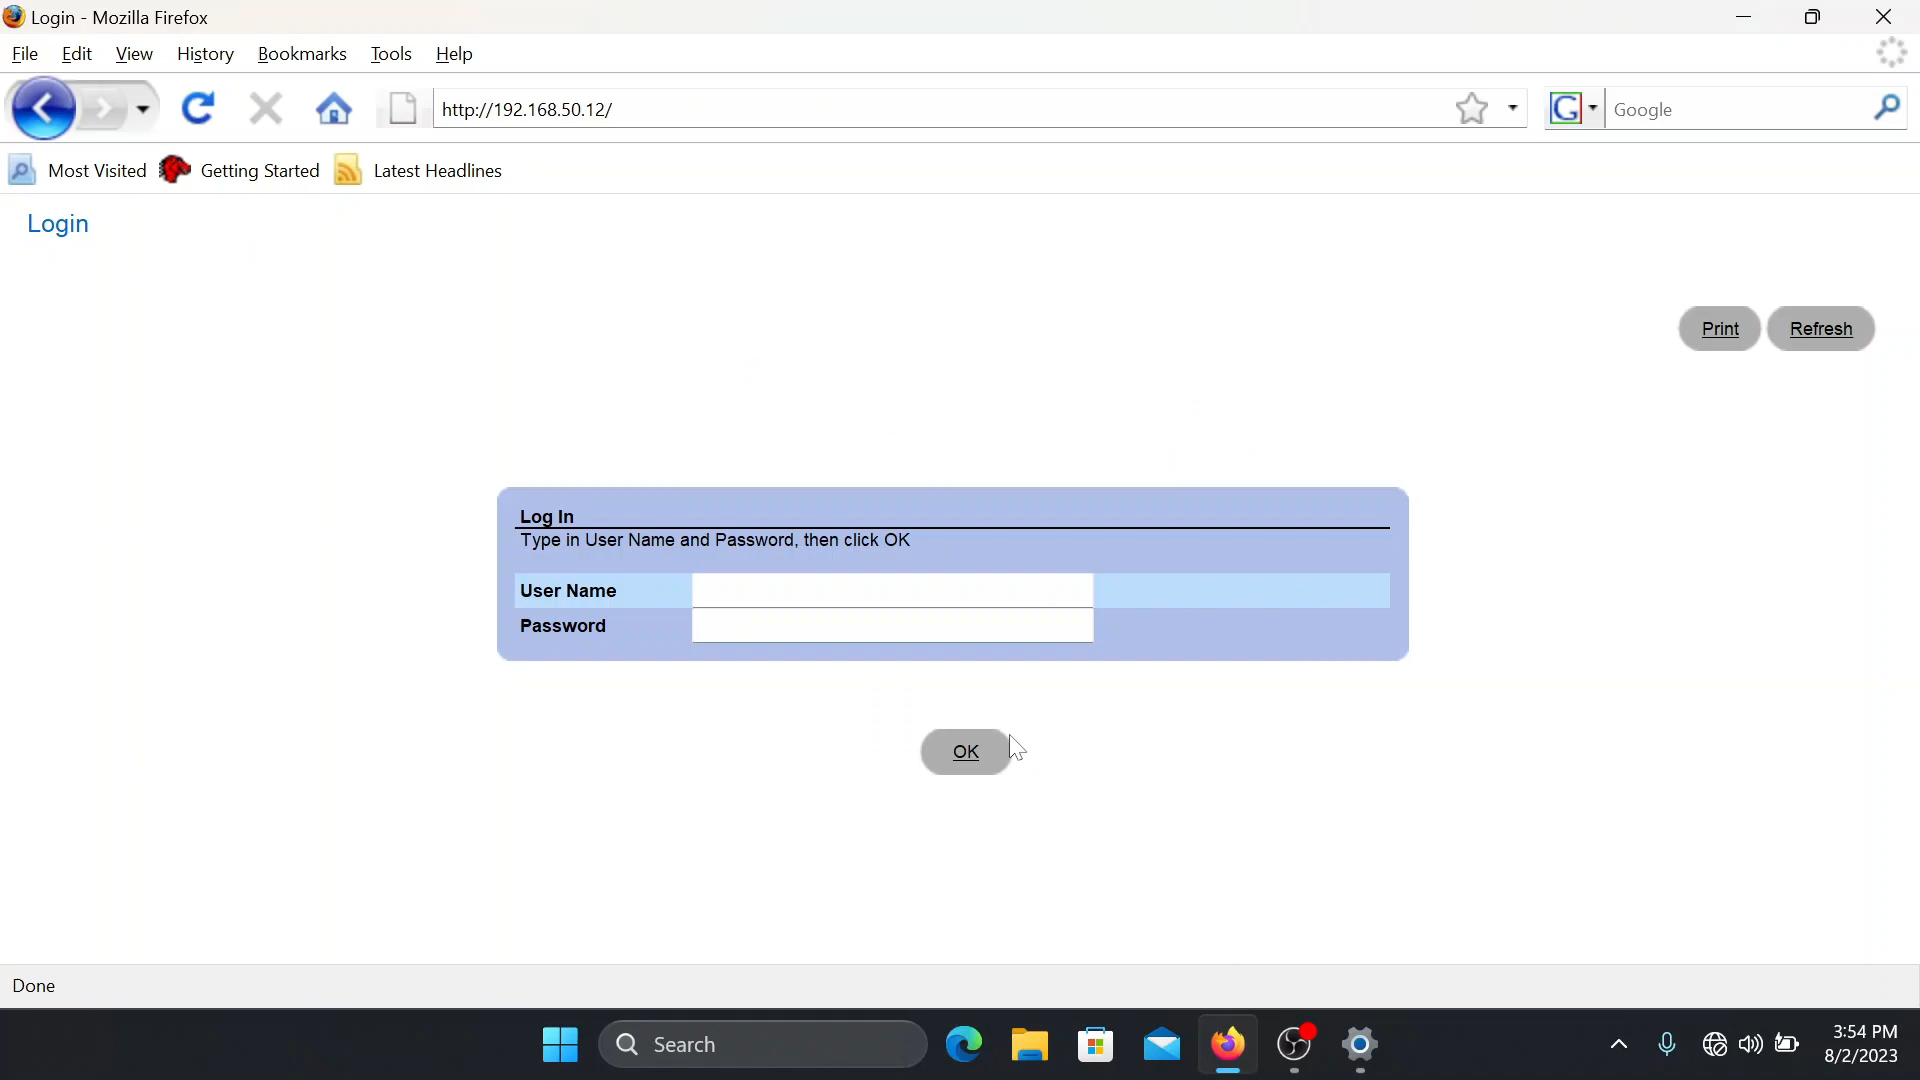 Login - Mozilla Firefox
File Edit View History Bookmarks Tools Help
http://192.168.50.12/
G Google
Most Visited Getting Started Latest Headlines
Login
Print Refresh
Log In
Type in User Name and Password, then click OK
User Name
Password
OK
Done
Search
3:54 PM
8/2/2023